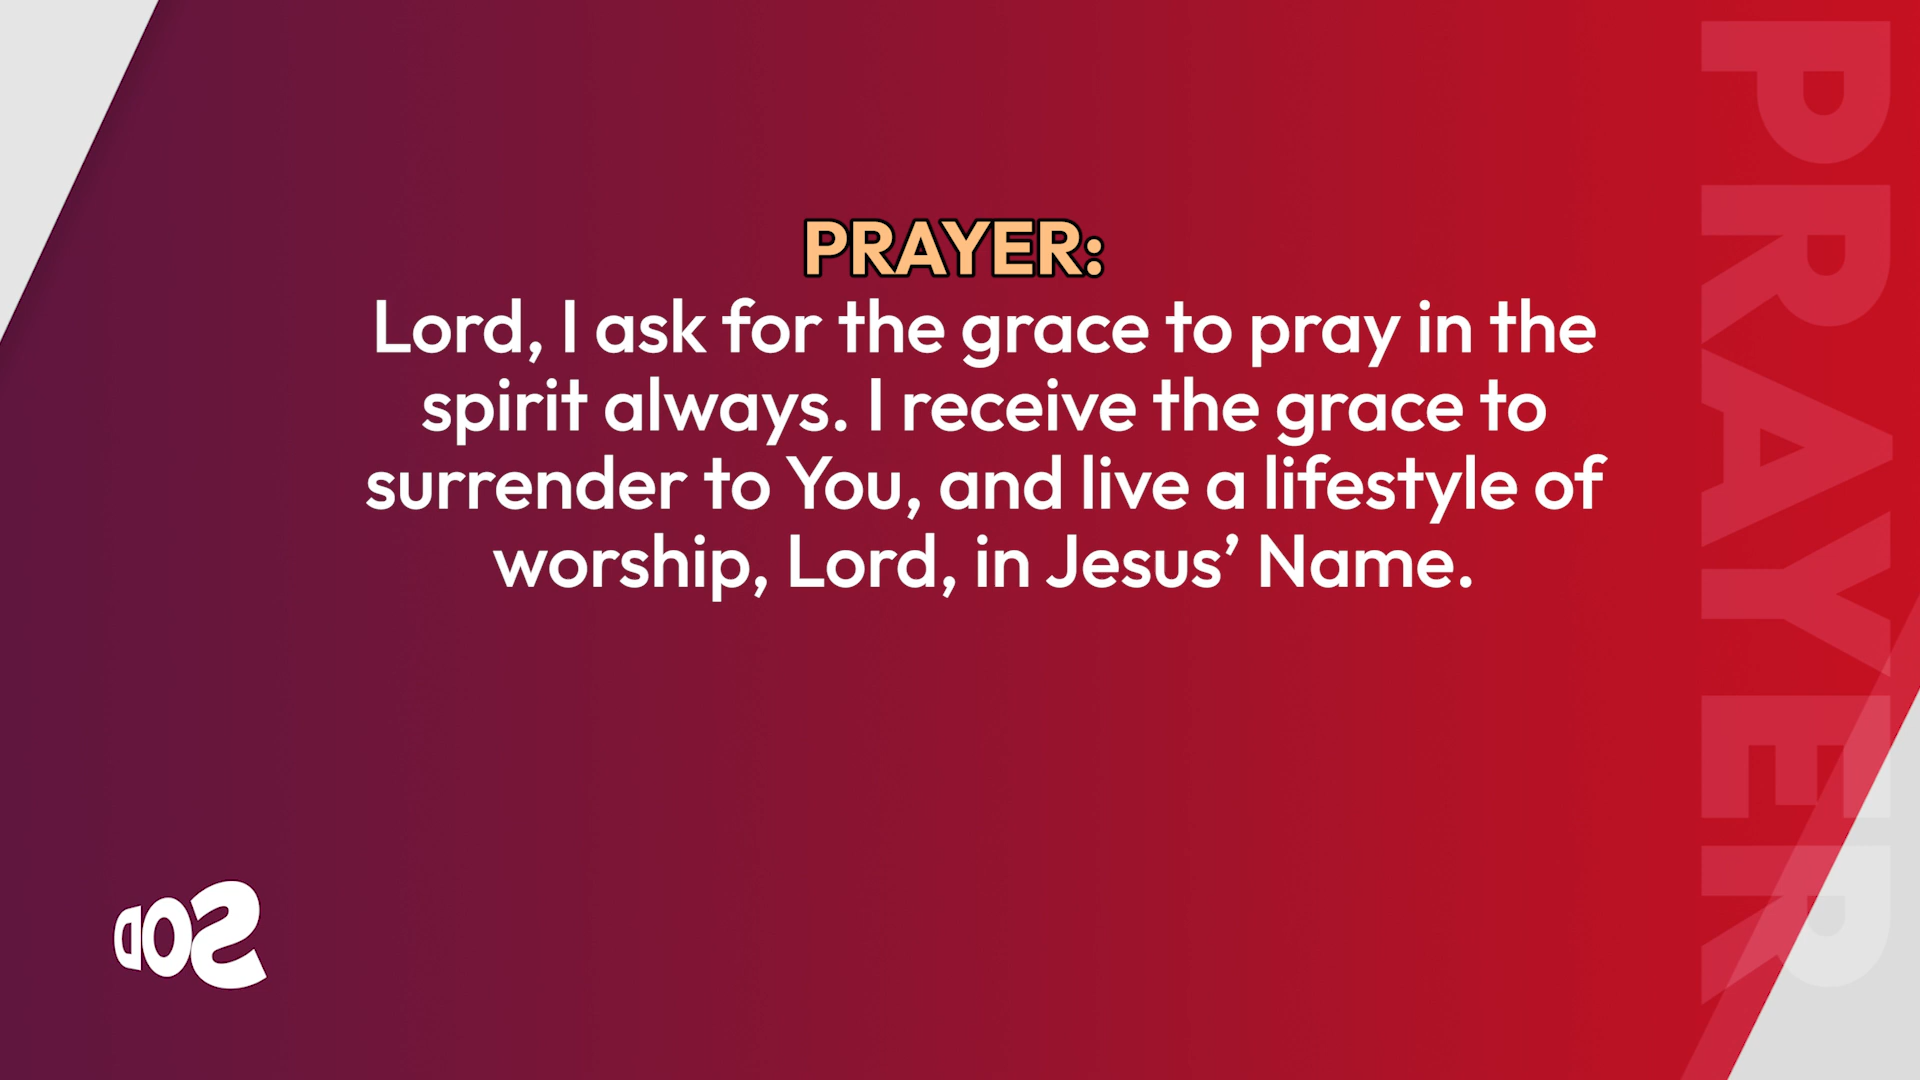 PRAYER:
Lord, I ask for the grace to pray in the
spirit always. I receive the grace to
surrender to You, and live a lifestyle of
worship, Lord, in Jesus’ Name.
PRAYER
SOD